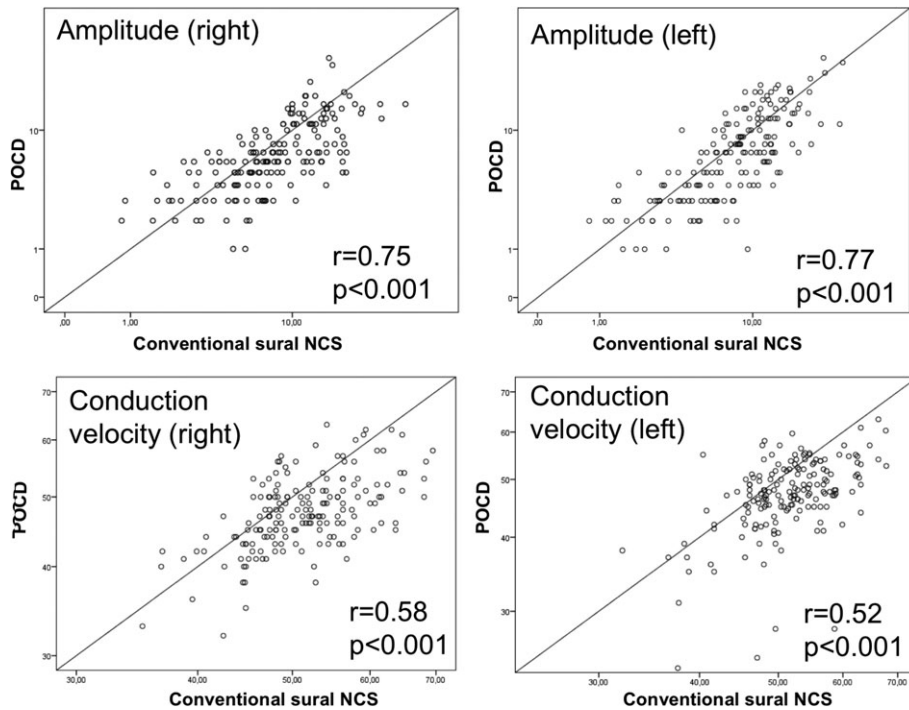 Amplitude (right)
POCD
10
1
0
r=0.75
p<0.001
,00
1,00
10,00
Conventional sural NCS
Amplitude (left)
POCD
10
1
0
r=0.77
p<0.001
,00
1,00
10,00
Conventional sural NCS
Conduction
velocity (right)
POCD
70
60
50
40
30
r=0.58
p<0.001
30,00
40,00
50,00
60,00
70,00
Conventional sural NCS
Conduction
velocity (left)
POCD
70
60
50
40
30
r=0.52
p<0.001
30,00
40,00
50,00
60,00
70,00
Conventional sural NCS